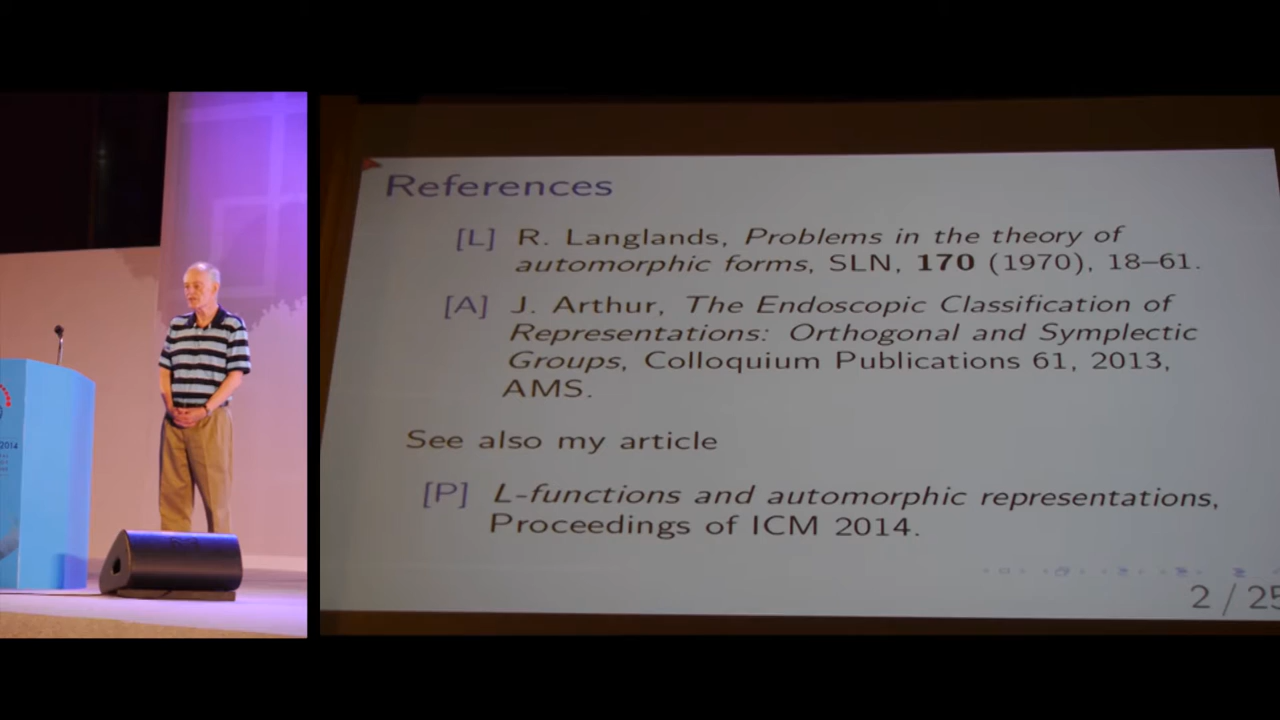 References
[L] R. Langlands, Problems in the theory of
automorphic forms, SLN, 170 (1970), 18–61.
[A] J. Arthur, The Endoscopic Classification of
Representations: Orthogonal and Symplectic
Groups, Colloquium Publications 61, 2013,
AMS.
See also my article
[P] L-functions and automorphic representations,
Proceedings of ICM 2014.
2 / 25
2014